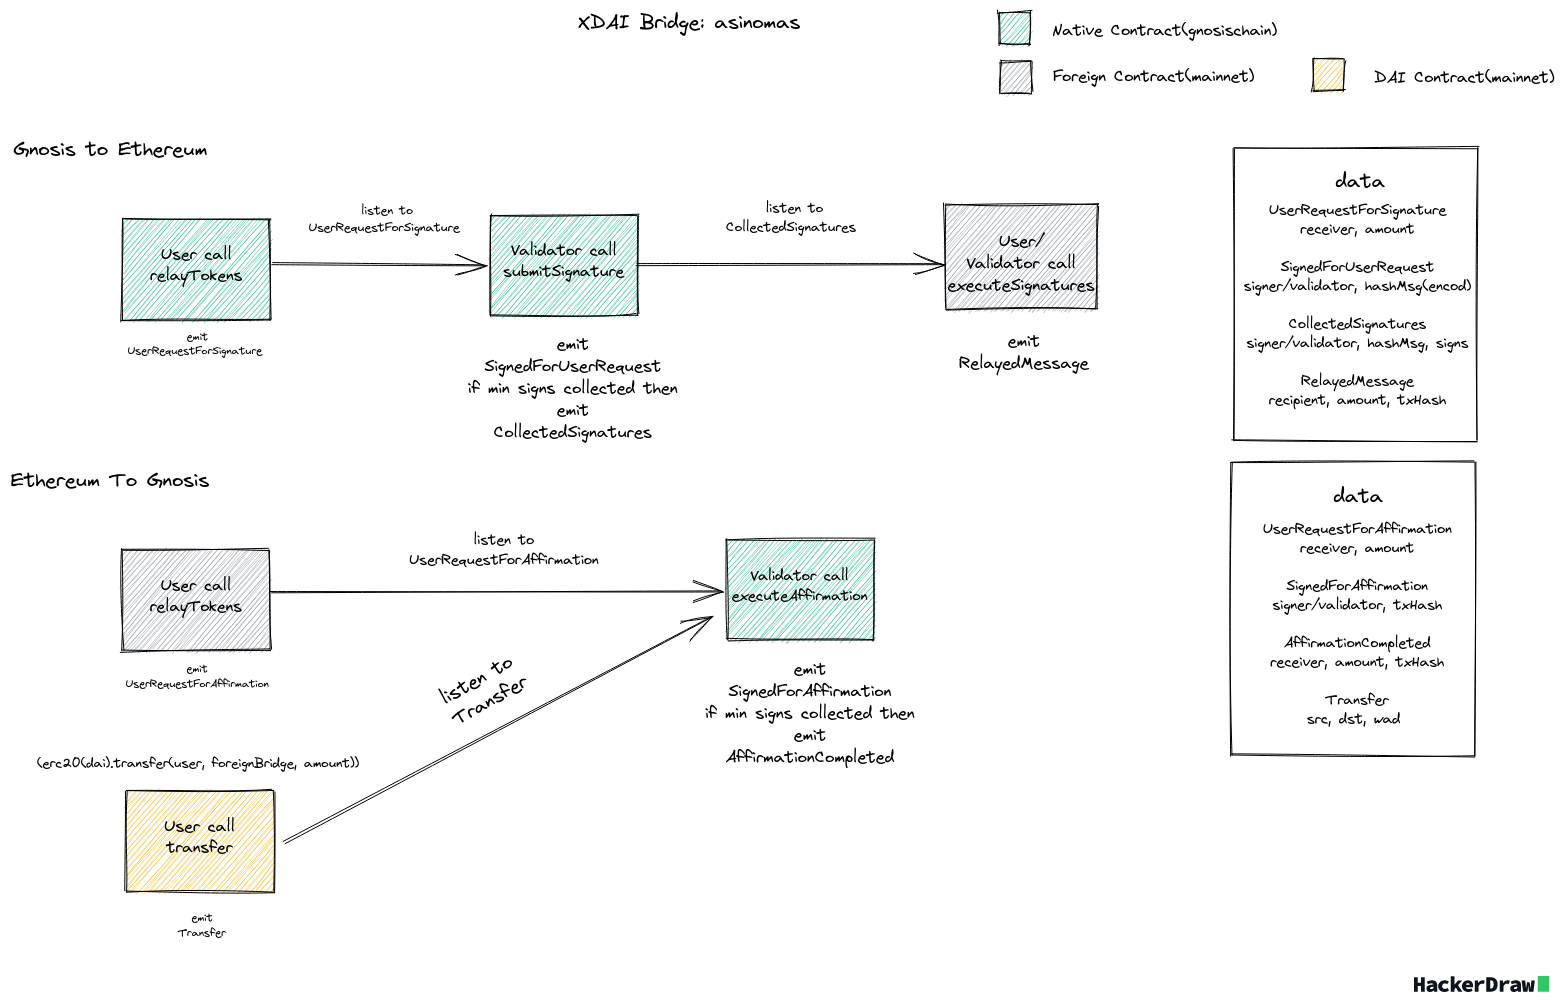 XDAI Bridge: asinomas
Native Contract(gnosischain)
Foreign Contract(mainnet)
DAI Contract(mainnet)
Gnosis to Ethereum
User call
relayTokens
emit
UserRequestForSignature
listen to
UserRequestForSignature
Validator call
submitSignature
emit
SignedForUserRequest
if min signs collected then
emit
CollectedSignatures
listen to
CollectedSignatures
User/
Validator call
executeSignatures
emit
RelayedMessage
data
UserRequestForSignature
receiver, amount
SignedForUserRequest
signer/validator, hashMsg(encod)
CollectedSignatures
signer/validator, hashMsg, signs
RelayedMessage
recipient, amount, txHash
Ethereum To Gnosis
User call
relayTokens
emit
UserRequestForAffirmation
listen to
UserRequestForAffirmation
Validator call
executeAffirmation
emit
SignedForAffirmation
if min signs collected then
emit
AffirmationCompleted
listen to
Transfer
(erc20(dai).transfer(user, foreignBridge, amount))
User call
transfer
emit
Transfer
data
UserRequestForAffirmation
receiver, amount
SignedForAffirmation
signer/validator, txHash
AffirmationCompleted
receiver, amount, txHash
Transfer
src, dst, wad
HackerDraw